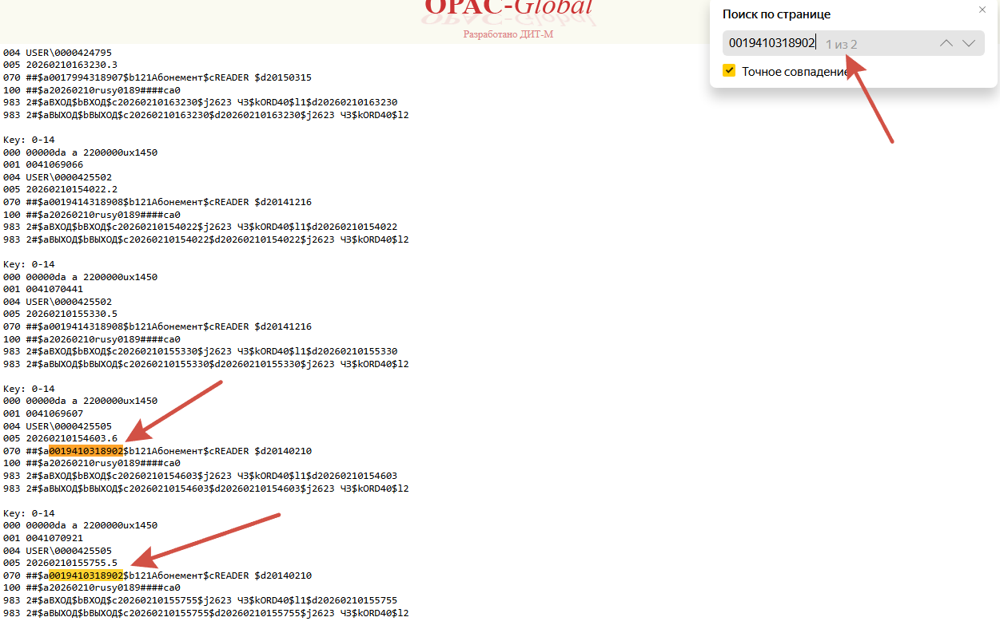 OPAC-Global
Разработано ДИТ-М
Поиск по странице
0019410318902 1 из 2
Точное совпадение
004 USER\0000424795
005 20260210163230.3
070 ##$a0017994318907$b121Абонемент$cREADER $d20150315
100 ##$a20260210rusy0189####ca0
983 2#$aВХОД$bВХОД$c20260210163230$j2623 ЧЗ$kORD40$l1$d20260210163230
983 2#$aВЫХОД$bВЫХОД$c20260210163230$d20260210163230$j2623 ЧЗ$kORD40$l2
Key: 0-14
000 00000da a 2200000ux1450
001 0041069066
004 USER\0000425502
005 20260210154022.2
070 ##$a0019414318908$b121Абонемент$cREADER $d20141216
100 ##$a20260210rusy0189####ca0
983 2#$aВХОД$bВХОД$c20260210154022$j2623 ЧЗ$kORD40$l1$d20260210154022
983 2#$aВЫХОД$bВЫХОД$c20260210154022$d20260210154022$j2623 ЧЗ$kORD40$l2
Key: 0-14
000 00000da a 2200000ux1450
001 0041070441
004 USER\0000425502
005 20260210155330.5
070 ##$a0019414318908$b121Абонемент$cREADER $d20141216
100 ##$a20260210rusy0189####ca0
983 2#$aВХОД$bВХОД$c20260210155330$j2623 ЧЗ$kORD40$l1$d20260210155330
983 2#$aВЫХОД$bВЫХОД$c20260210155330$d20260210155330$j2623 ЧЗ$kORD40$l2
Key: 0-14
000 00000da a 2200000ux1450
001 0041069607
004 USER\0000425505
005 20260210154603.6
070 ##$a0019410318902$b121Абонемент$cREADER $d20140210
100 ##$a20260210rusy0189####ca0
983 2#$aВХОД$bВХОД$c20260210154603$j2623 ЧЗ$kORD40$l1$d20260210154603
983 2#$aВЫХОД$bВЫХОД$c20260210154603$d20260210154603$j2623 ЧЗ$kORD40$l2
Key: 0-14
000 00000da a 2200000ux1450
001 0041070921
004 USER\0000425505
005 20260210155755.5
070 ##$a0019410318902$b121Абонемент$cREADER $d20140210
100 ##$a20260210rusy0189####ca0
983 2#$aВХОД$bВХОД$c20260210155755$j2623 ЧЗ$kORD40$l1$d20260210155755
983 2#$aВЫХОД$bВЫХОД$c20260210155755$d20260210155755$j2623 ЧЗ$kORD40$l2